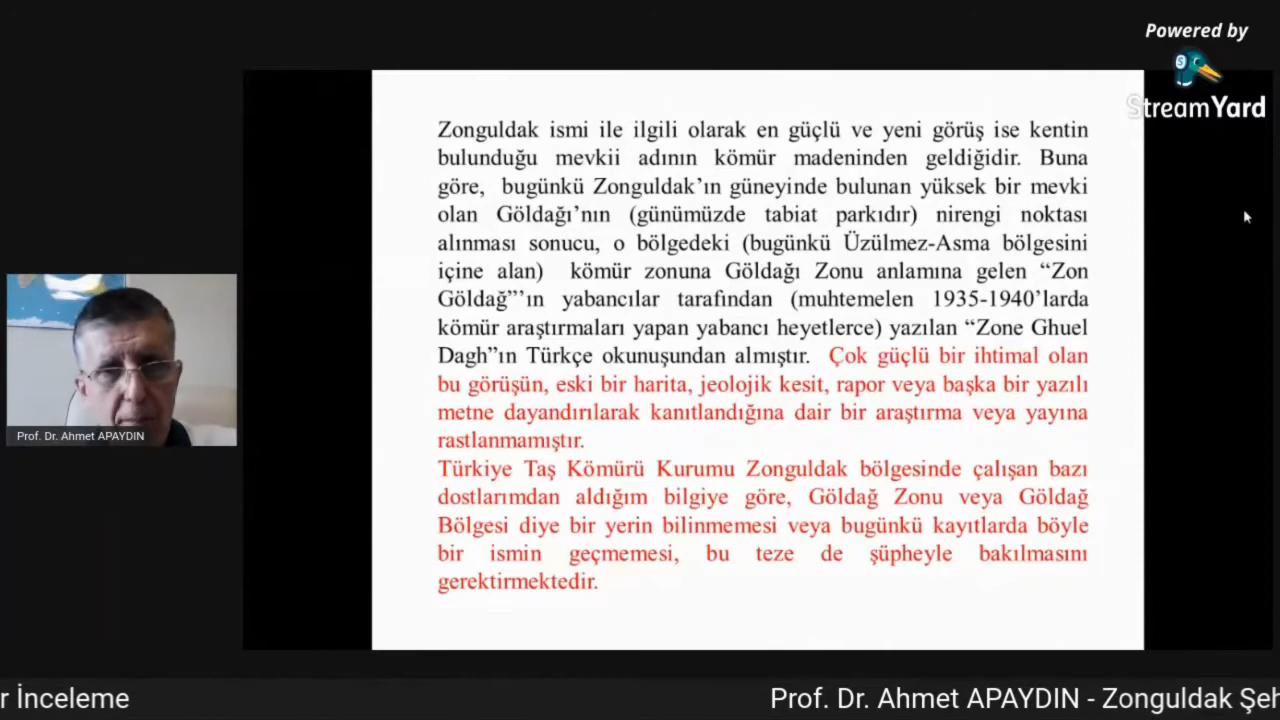 Powered by
StreamYard
Zonguldak ismi ile ilgili olarak en güçlü ve yeni görüş ise kentin
bulunduğu mevkii adının kömür madeninden geldiğidir. Buna
göre, bugünkü Zonguldak’ın güneyinde bulunan yüksek bir mevki
olan Göldağı’nın (günümüzde tabiat parkıdır) nirengi noktası
alınması sonucu, o bölgedeki (bugünkü Üzülmez-Asma bölgesini
içine alan) kömür zonuna Göldağı Zonu anlamına gelen “Zon
Göldağ”’ın yabancılar tarafından (muhtemelen 1935-1940’larda
kömür araştırmaları yapan yabancı heyetlerce) yazılan “Zone Ghuel
Dagh”ın Türkçe okunuşundan almıştır. Çok güçlü bir ihtimal olan
bu görüşün, eski bir harita, jeolojik kesit, rapor veya başka bir yazılı
metne dayandırılarak kanıtlandığına dair bir araştırma veya yayına
rastlanmamıştır.
Türkiye Taş Kömürü Kurumu Zonguldak bölgesinde çalışan bazı
dostlarımdan aldığım bilgiye göre, Göldağ Zonu veya Göldağ
Bölgesi diye bir yerin bilinmemesi veya bugünkü kayıtlarda böyle
bir ismin geçmemesi, bu teze de şüpheyle bakılmasını
gerektirmektedir.
Prof. Dr. Ahmet APAYDIN
r İnceleme
Prof. Dr. Ahmet APAYDIN - Zonguldak Şeh